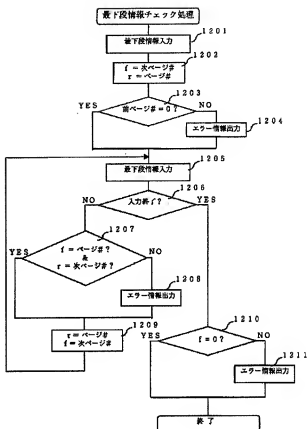 最下段情報チェック処理
1201
最下段情報入力
1202
f = 次ページ#
r = ページ#
1203
YES
前ページ# = 0 ?
NO
1204
エラー情報出力
1205
最下段情報入力
1206
NO
入力終了?
YES
1207
YES
f = ページ# ?
&
r = 次ページ# ?
NO
1208
エラー情報出力
1209
r = ページ#
f = 次ページ#
1210
YES
f = 0 ?
NO
1211
エラー情報出力
終了